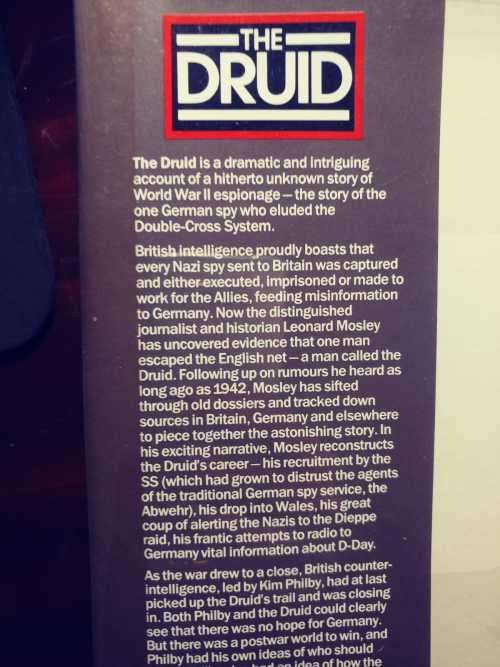 THE
DRUID
The Druid is a dramatic and intriguing
account of a hitherto unknown story of
World War II espionage – the story of the
one German spy who eluded the
Double-Cross System.
British intelligence proudly boasts that
every Nazi spy sent to Britain was captured
and either executed, imprisoned or made to
work for the Allies, feeding misinformation
to Germany. Now the distinguished
journalist and historian Leonard Mosley
has uncovered evidence that one man
escaped the English net – a man called the
Druid. Following up on rumours he heard as
long ago as 1942, Mosley has sifted
through old dossiers and tracked down
sources in Britain, Germany and elsewhere
to piece together the astonishing story. In
his exciting narrative, Mosley reconstructs
the Druid's career – his recruitment by the
SS (which had grown to distrust the agents
of the traditional German spy service, the
Abwehr), his drop into Wales, his great
coup of alerting the Nazis to the Dieppe
raid, his frantic attempts to radio to
Germany vital information about D-Day.
As the war drew to a close, British counter-
intelligence, led by Kim Philby, had at last
picked up the Druid's trail and was closing
in. Both Philby and the Druid could clearly
see that there was no hope for Germany.
But there was a postwar world to win, and
Philby had his own ideas of who should
had an idea of how the